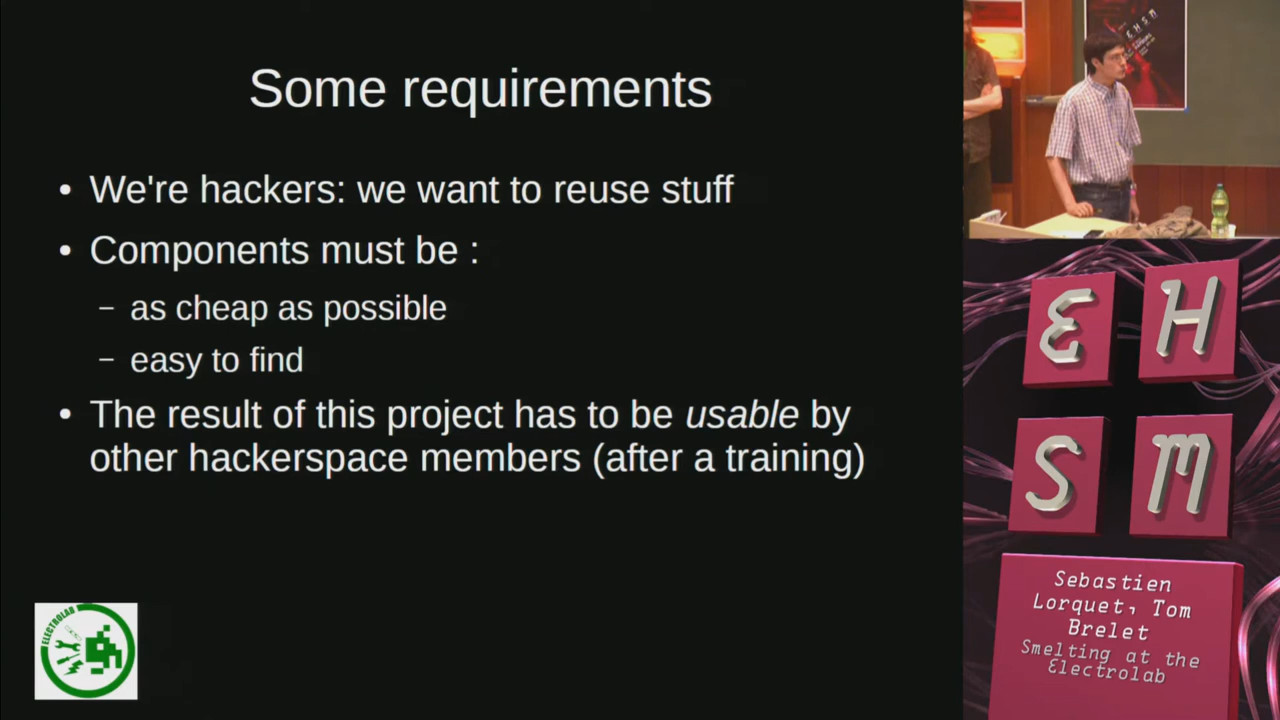 Some requirements
• We're hackers: we want to reuse stuff
• Components must be :
– as cheap as possible
– easy to find
• The result of this project has to be usable by
other hackerspace members (after a training)
ELECTROLAB
EHSM
E H
S M
Sebastien
Lorquet, Tom
Brelet
Smelting at the
Electrolab